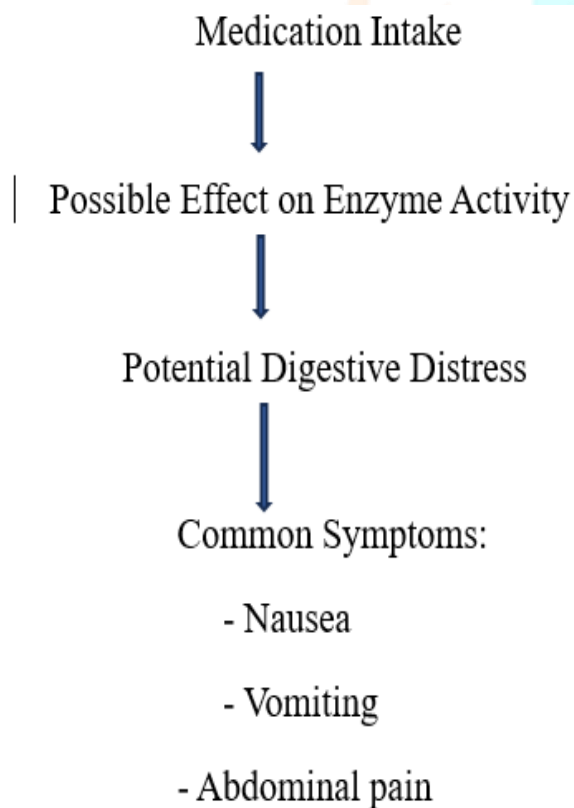 Medication Intake
Possible Effect on Enzyme Activity
Potential Digestive Distress
Common Symptoms:
- Nausea
- Vomiting
- Abdominal pain